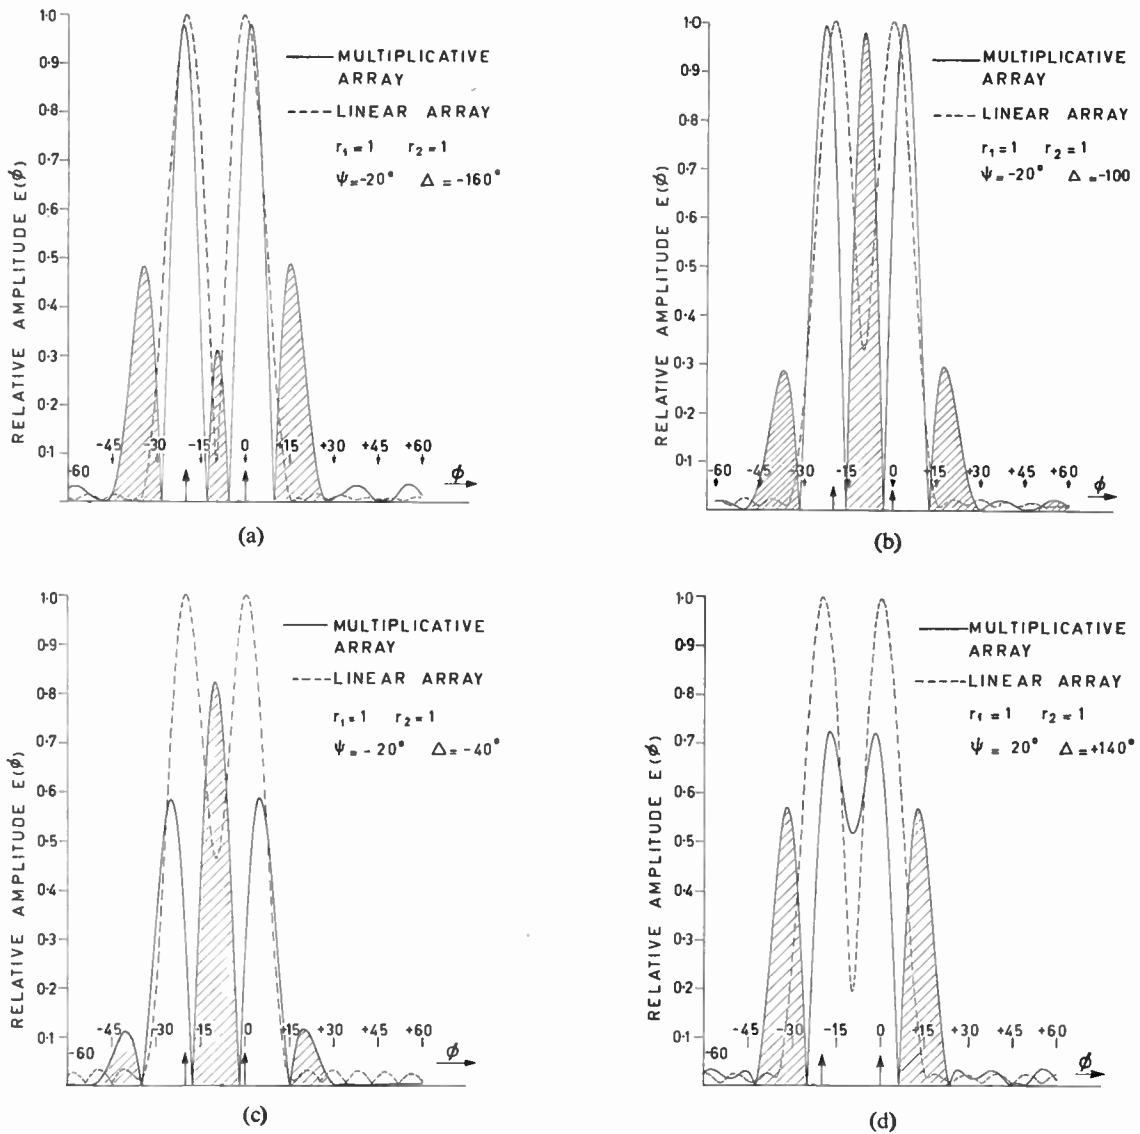 1.0
0.9
0.8
0.7
0.6
0.5
0.4
0.3
0.2
0.1
RELATIVE AMPLITUDE E(ϕ)
MULTIPLICATIVE
ARRAY
LINEAR ARRAY
r₁=1 r₂=1
ψ=-20° Δ=-160°
-60 -45 -30 -15 0 +15 +30 +45 +60 ϕ
(a)
1.0
0.9
0.8
0.7
0.6
0.5
0.4
0.3
0.2
0.1
RELATIVE AMPLITUDE E(ϕ)
MULTIPLICATIVE
ARRAY
LINEAR ARRAY
r₁=1 r₂=1
ψ=-20° Δ=-100
-60 -45 -30 -15 0 +15 +30 +45 +60 ϕ
(b)
1.0
0.9
0.8
0.7
0.6
0.5
0.4
0.3
0.2
0.1
RELATIVE AMPLITUDE E(ϕ)
MULTIPLICATIVE
ARRAY
LINEAR ARRAY
r₁=1 r₂=1
ψ=-20° Δ=-40°
-60 -45 -30 -15 0 +15 +30 +45 +60 ϕ
(c)
1.0
0.9
0.8
0.7
0.6
0.5
0.4
0.3
0.2
0.1
RELATIVE AMPLITUDE E(ϕ)
MULTIPLICATIVE
ARRAY
LINEAR ARRAY
r₁=1 r₂=1
ψ= 20° Δ=+140°
-60 -45 -30 -15 0 +15 +30 +45 +60 ϕ
(d)